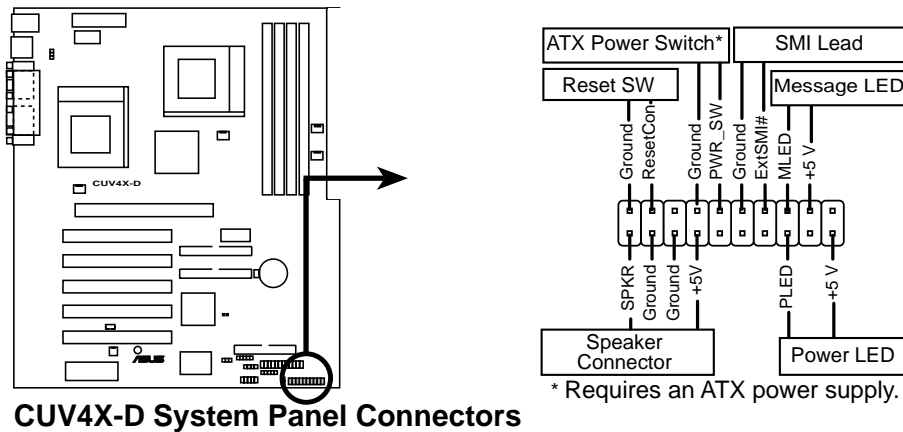 ATX Power Switch*
SMI Lead
Reset SW
Message LED
Ground
ResetCon
Ground
PWR_SW
Ground
ExtSMI#
MLED
+5 V
CUV4X-D
SPKR
Ground
Ground
+5V
PLED
+5 V
Speaker
Connector
Power LED
ASUS
* Requires an ATX power supply.
CUV4X-D System Panel Connectors